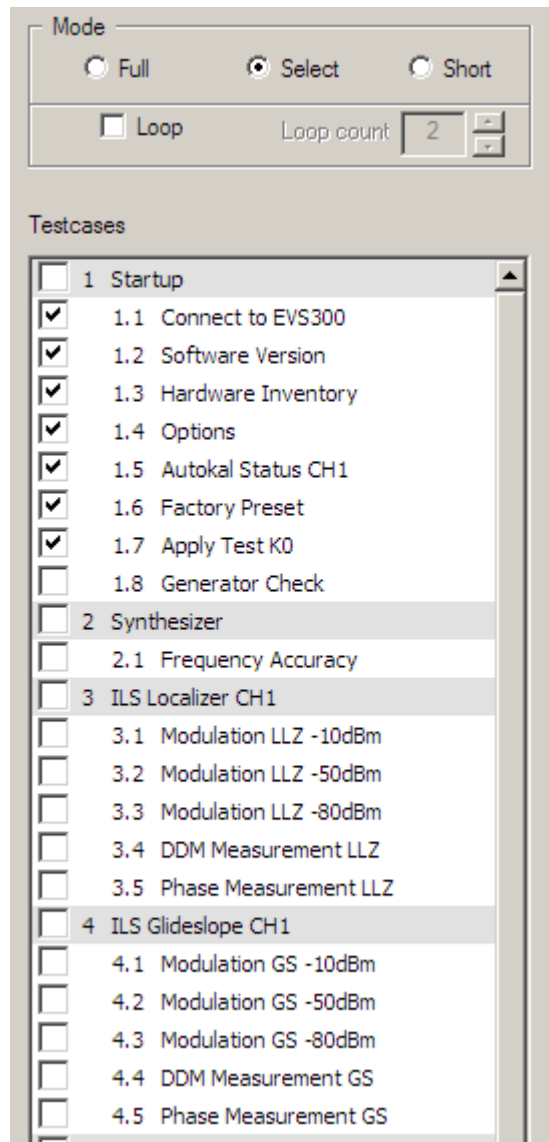 Mode
Full Select Short
Loop Loop count 2
Testcases
1 Startup
1.1 Connect to EVS300
1.2 Software Version
1.3 Hardware Inventory
1.4 Options
1.5 Autokal Status CH1
1.6 Factory Preset
1.7 Apply Test K0
1.8 Generator Check
2 Synthesizer
2.1 Frequency Accuracy
3 ILS Localizer CH1
3.1 Modulation LLZ -10dBm
3.2 Modulation LLZ -50dBm
3.3 Modulation LLZ -80dBm
3.4 DDM Measurement LLZ
3.5 Phase Measurement LLZ
4 ILS Glideslope CH1
4.1 Modulation GS -10dBm
4.2 Modulation GS -50dBm
4.3 Modulation GS -80dBm
4.4 DDM Measurement GS
4.5 Phase Measurement GS